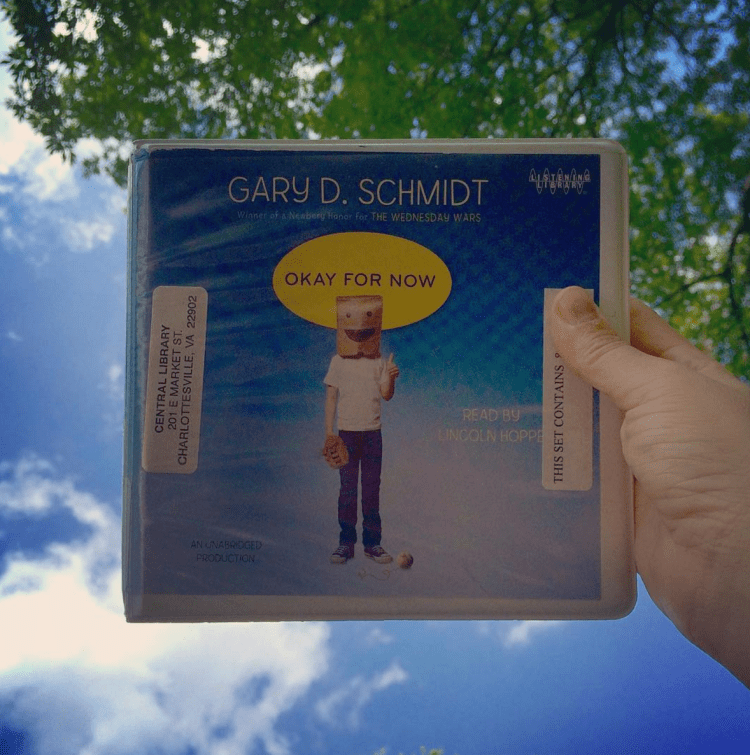 GARY D. SCHMIDT
LISTENING
LIBRARY
Winner of a Newbery Honor for THE WEDNESDAY WARS
OKAY FOR NOW
CENTRAL LIBRARY
201 E MARKET ST.
CHARLOTTESVILLE, VA 22902
READ BY
LINCOLN HOPPE
THIS SET CONTAINS
AN UNABRIDGED
PRODUCTION